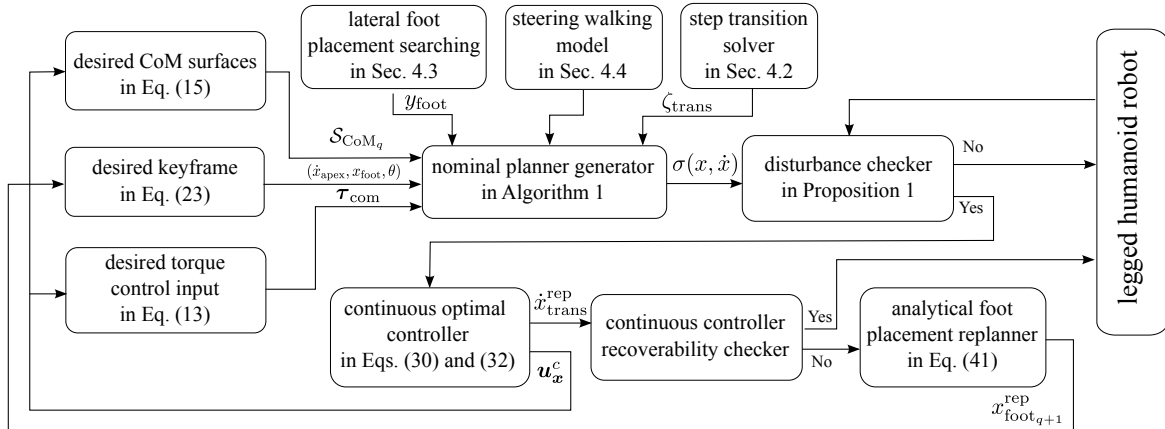 lateral foot
placement searching
in Sec. 4.3
steering walking
model
in Sec. 4.4
step transition
solver
in Sec. 4.2
desired CoM surfaces
in Eq. (15)
y_foot
ζ_trans
S_CoM_q
desired keyframe
in Eq. (23)
(ẋ_apex, x_foot, θ)
τ_com
nominal planner generator
in Algorithm 1
σ(x, ẋ)
disturbance checker
in Proposition 1
No
Yes
legged humanoid robot
desired torque
control input
in Eq. (13)
continuous optimal
controller
in Eqs. (30) and (32)
ẋ^rep_trans
u^c_x
continuous controller
recoverability checker
Yes
No
analytical foot
placement replanner
in Eq. (41)
x^rep_foot_q+1